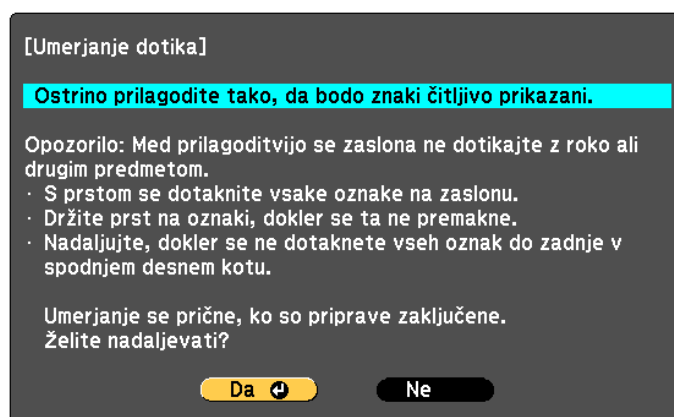 [Umerjanje dotika]
Ostrino prilagodite tako, da bodo znaki čitljivo prikazani.
Opozorilo: Med prilagoditvijo se zaslona ne dotikajte z roko ali
drugim predmetom.
· S prstom se dotaknite vsake oznake na zaslonu.
· Držite prst na oznaki, dokler se ta ne premakne.
· Nadaljujte, dokler se ne dotaknete vseh oznak do zadnje v
spodnjem desnem kotu.
Umerjanje se prične, ko so priprave zaključene.
Želite nadaljevati?
Da Ne